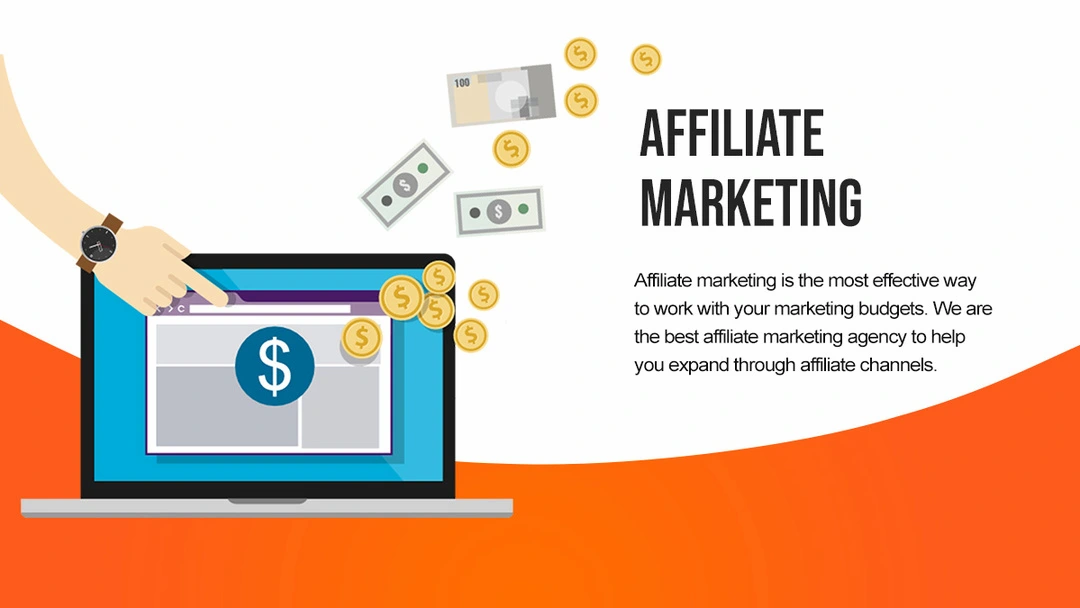 100
AFFILIATE
MARKETING
Affiliate marketing is the most effective way
to work with your marketing budgets. We are
the best affiliate marketing agency to help
you expand through affiliate channels.
$